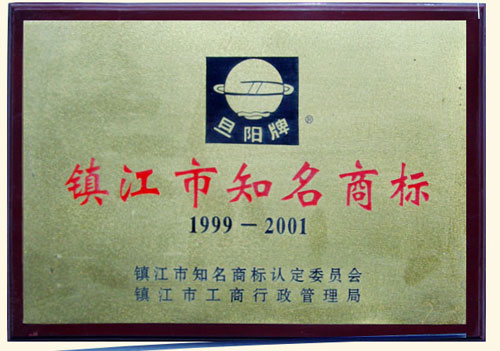 旦阳牌
®
镇江市知名商标
1999－2001
镇江市知名商标认定委员会
镇江市工商行政管理局